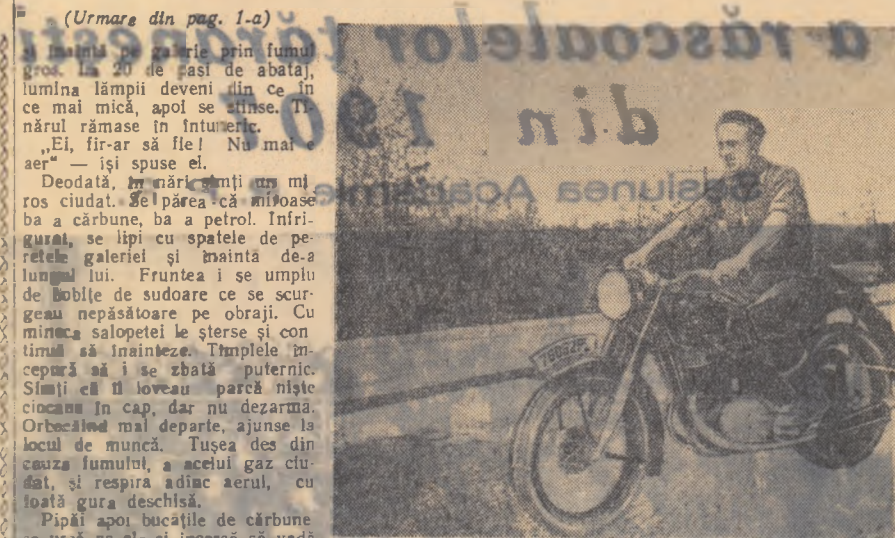 (Urmare din pag. 1-a)
și înaintă pe galerie prin fumul
gros. La 20 de pași de abataj,
lumina lămpii deveni din ce în
ce mai mică, apoi se stinse. Ti-
nărul rămase în întuneric.
„Ei, fir-ar să fie! Nu mai e
aer" — își spuse el.
Deodată, în nări simți un mi
ros ciudat. Se părea că miroase
ba a cărbune, ba a petrol. Infri-
gurat, se lipi cu spatele de pe-
retele galeriei și înaintă de-a
lungul lui. Fruntea i se umplu
de bobițe de sudoare ce se scur-
geau nepăsătoare pe obraji. Cu
mîneca salopetei le șterse și con
tinuă să înainteze. Tîmplele în-
cepură să i se zbată puternic.
Simți că îl loveau parcă niște
ciocane în cap, dar nu dezarmă.
Orbecăind mai departe, ajunse la
locul de muncă. Tușea des din
cauza fumului, a acelui gaz ciu-
dat, și respira adînc aerul, cu
toată gura deschisă.
Pipăi apoi bucățile de cărbune
a răscoalelor țărănești
din 1907
Sesiunea Academiei R. P. R.